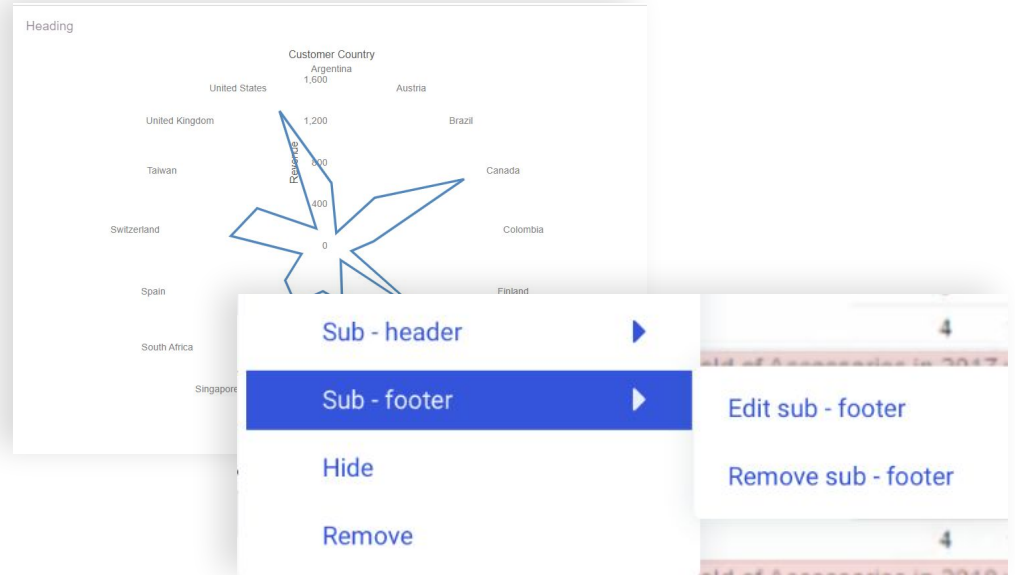 Heading
Customer Country
Argentina
1,600
United States
Austria
United Kingdom
1,200
Brazil
Revenue
800
Taiwan
Canada
400
Switzerland
Colombia
0
Spain
Finland
South Africa
Singapore
Sub - header
4
Sub - footer
Edit sub - footer
Hide
Remove sub - footer
Remove
4